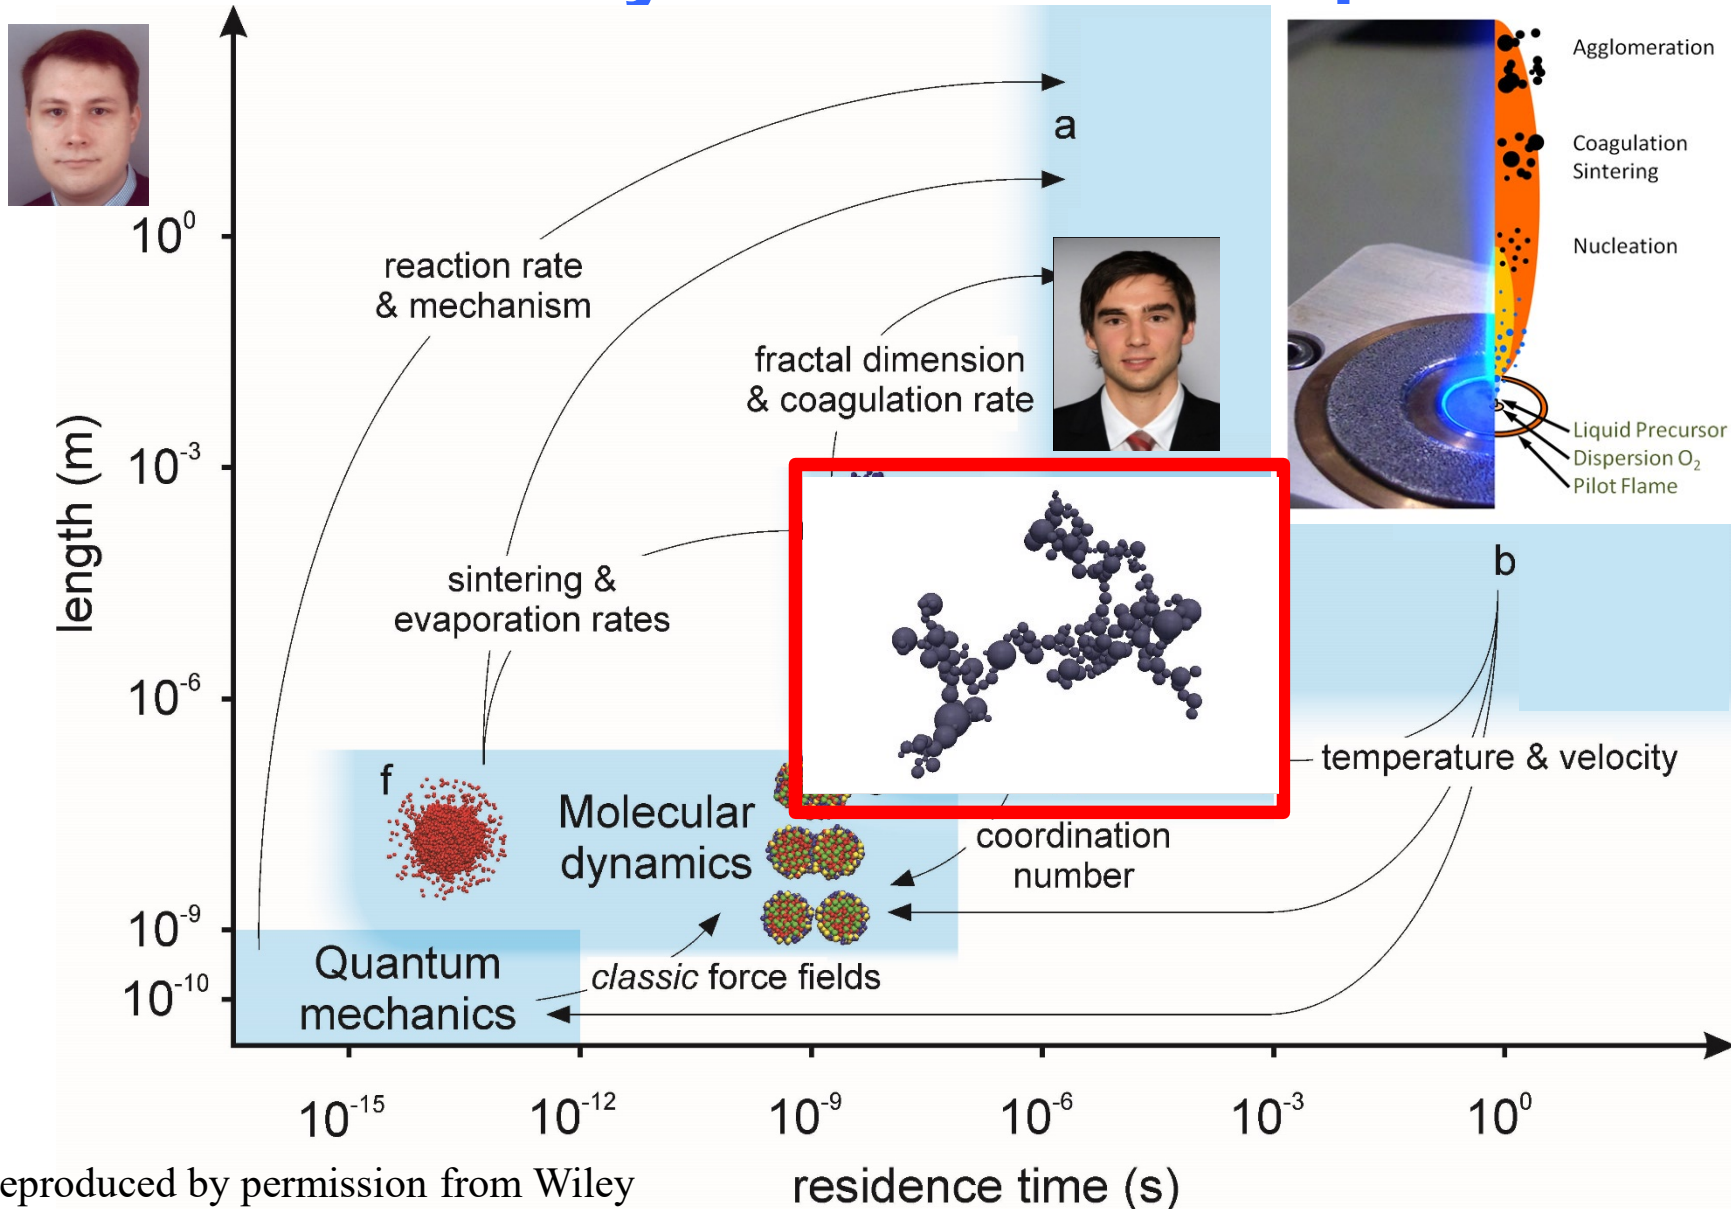 a
10⁰
reaction rate
& mechanism
fractal dimension
& coagulation rate
10⁻³
length (m)
sintering &
evaporation rates
10⁻⁶
f
Molecular
dynamics
coordination
number
10⁻⁹
Quantum
mechanics
classic force fields
10⁻¹⁰
Agglomeration
Coagulation
Sintering
Nucleation
Liquid Precursor
Dispersion O₂
Pilot Flame
b
temperature & velocity
10⁻¹⁵ 10⁻¹² 10⁻⁹ 10⁻⁶ 10⁻³ 10⁰
eproduced by permission from Wiley
residence time (s)